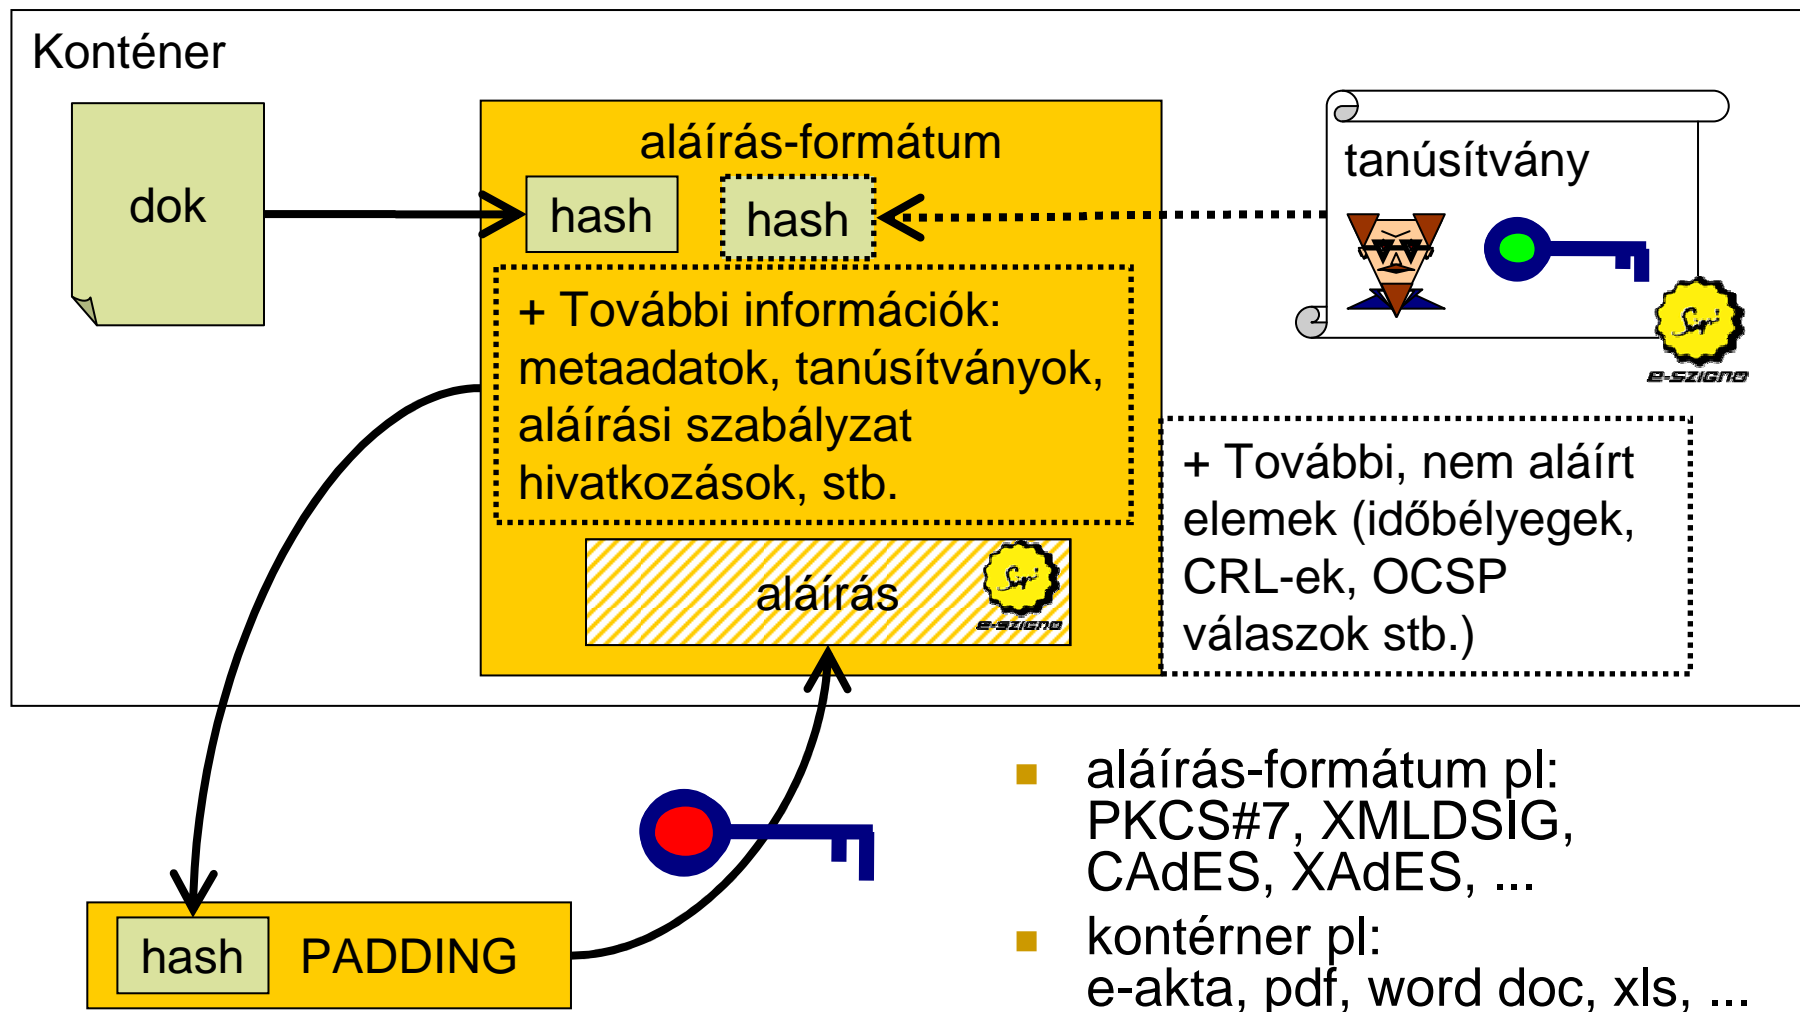 Konténer
dok
aláírás-formátum
hash
hash
tanúsítvány
e-szigno
+ További információk:
metaadatok, tanúsítványok,
aláírási szabályzat
hivatkozások, stb.
+ További, nem aláírt
elemek (időbélyegek,
CRL-ek, OCSP
válaszok stb.)
aláírás
e-szigno
hash PADDING
aláírás-formátum pl:
PKCS#7, XMLDSIG,
CAdES, XAdES, ...
kontérner pl:
e-akta, pdf, word doc, xls, ...